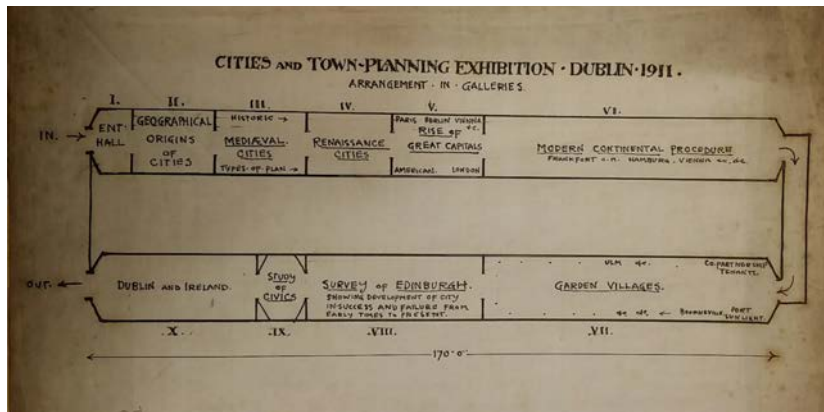 CITIES AND TOWN-PLANNING EXHIBITION · DUBLIN · 1911 ·
ARRANGEMENT · IN · GALLERIES.
I. II. III. IV. V. VI.
IN. →
ENT. HALL
GEOGRAPHICAL
ORIGINS
OF
CITIES
HISTORIC →
MEDIÆVAL
CITIES
TYPES-OF-PLAN →
RENAISSANCE
CITIES
PARIS BERLIN VIENNA
&c.
RISE OF
GREAT CAPITALS
AMERICAN. LONDON
MODERN CONTINENTAL PROCEDURE
FRANKFORT A.M. HAMBURG. VIENNA &c. &c
OUT. ←
DUBLIN AND IRELAND.
STUDY
OF
CIVICS
SURVEY OF EDINBURGH.
SHOWING DEVELOPMENT OF CITY
IN SUCCESS AND FAILURE FROM
EARLY TIMES TO PRESENT.
ULM &c.
CO-PARTNERSHIP
TENANTS.
GARDEN VILLAGES.
&c. &c. ← BOURNEVILLE PORT
SUNLIGHT.
X. IX. VIII. VII.
170·0"